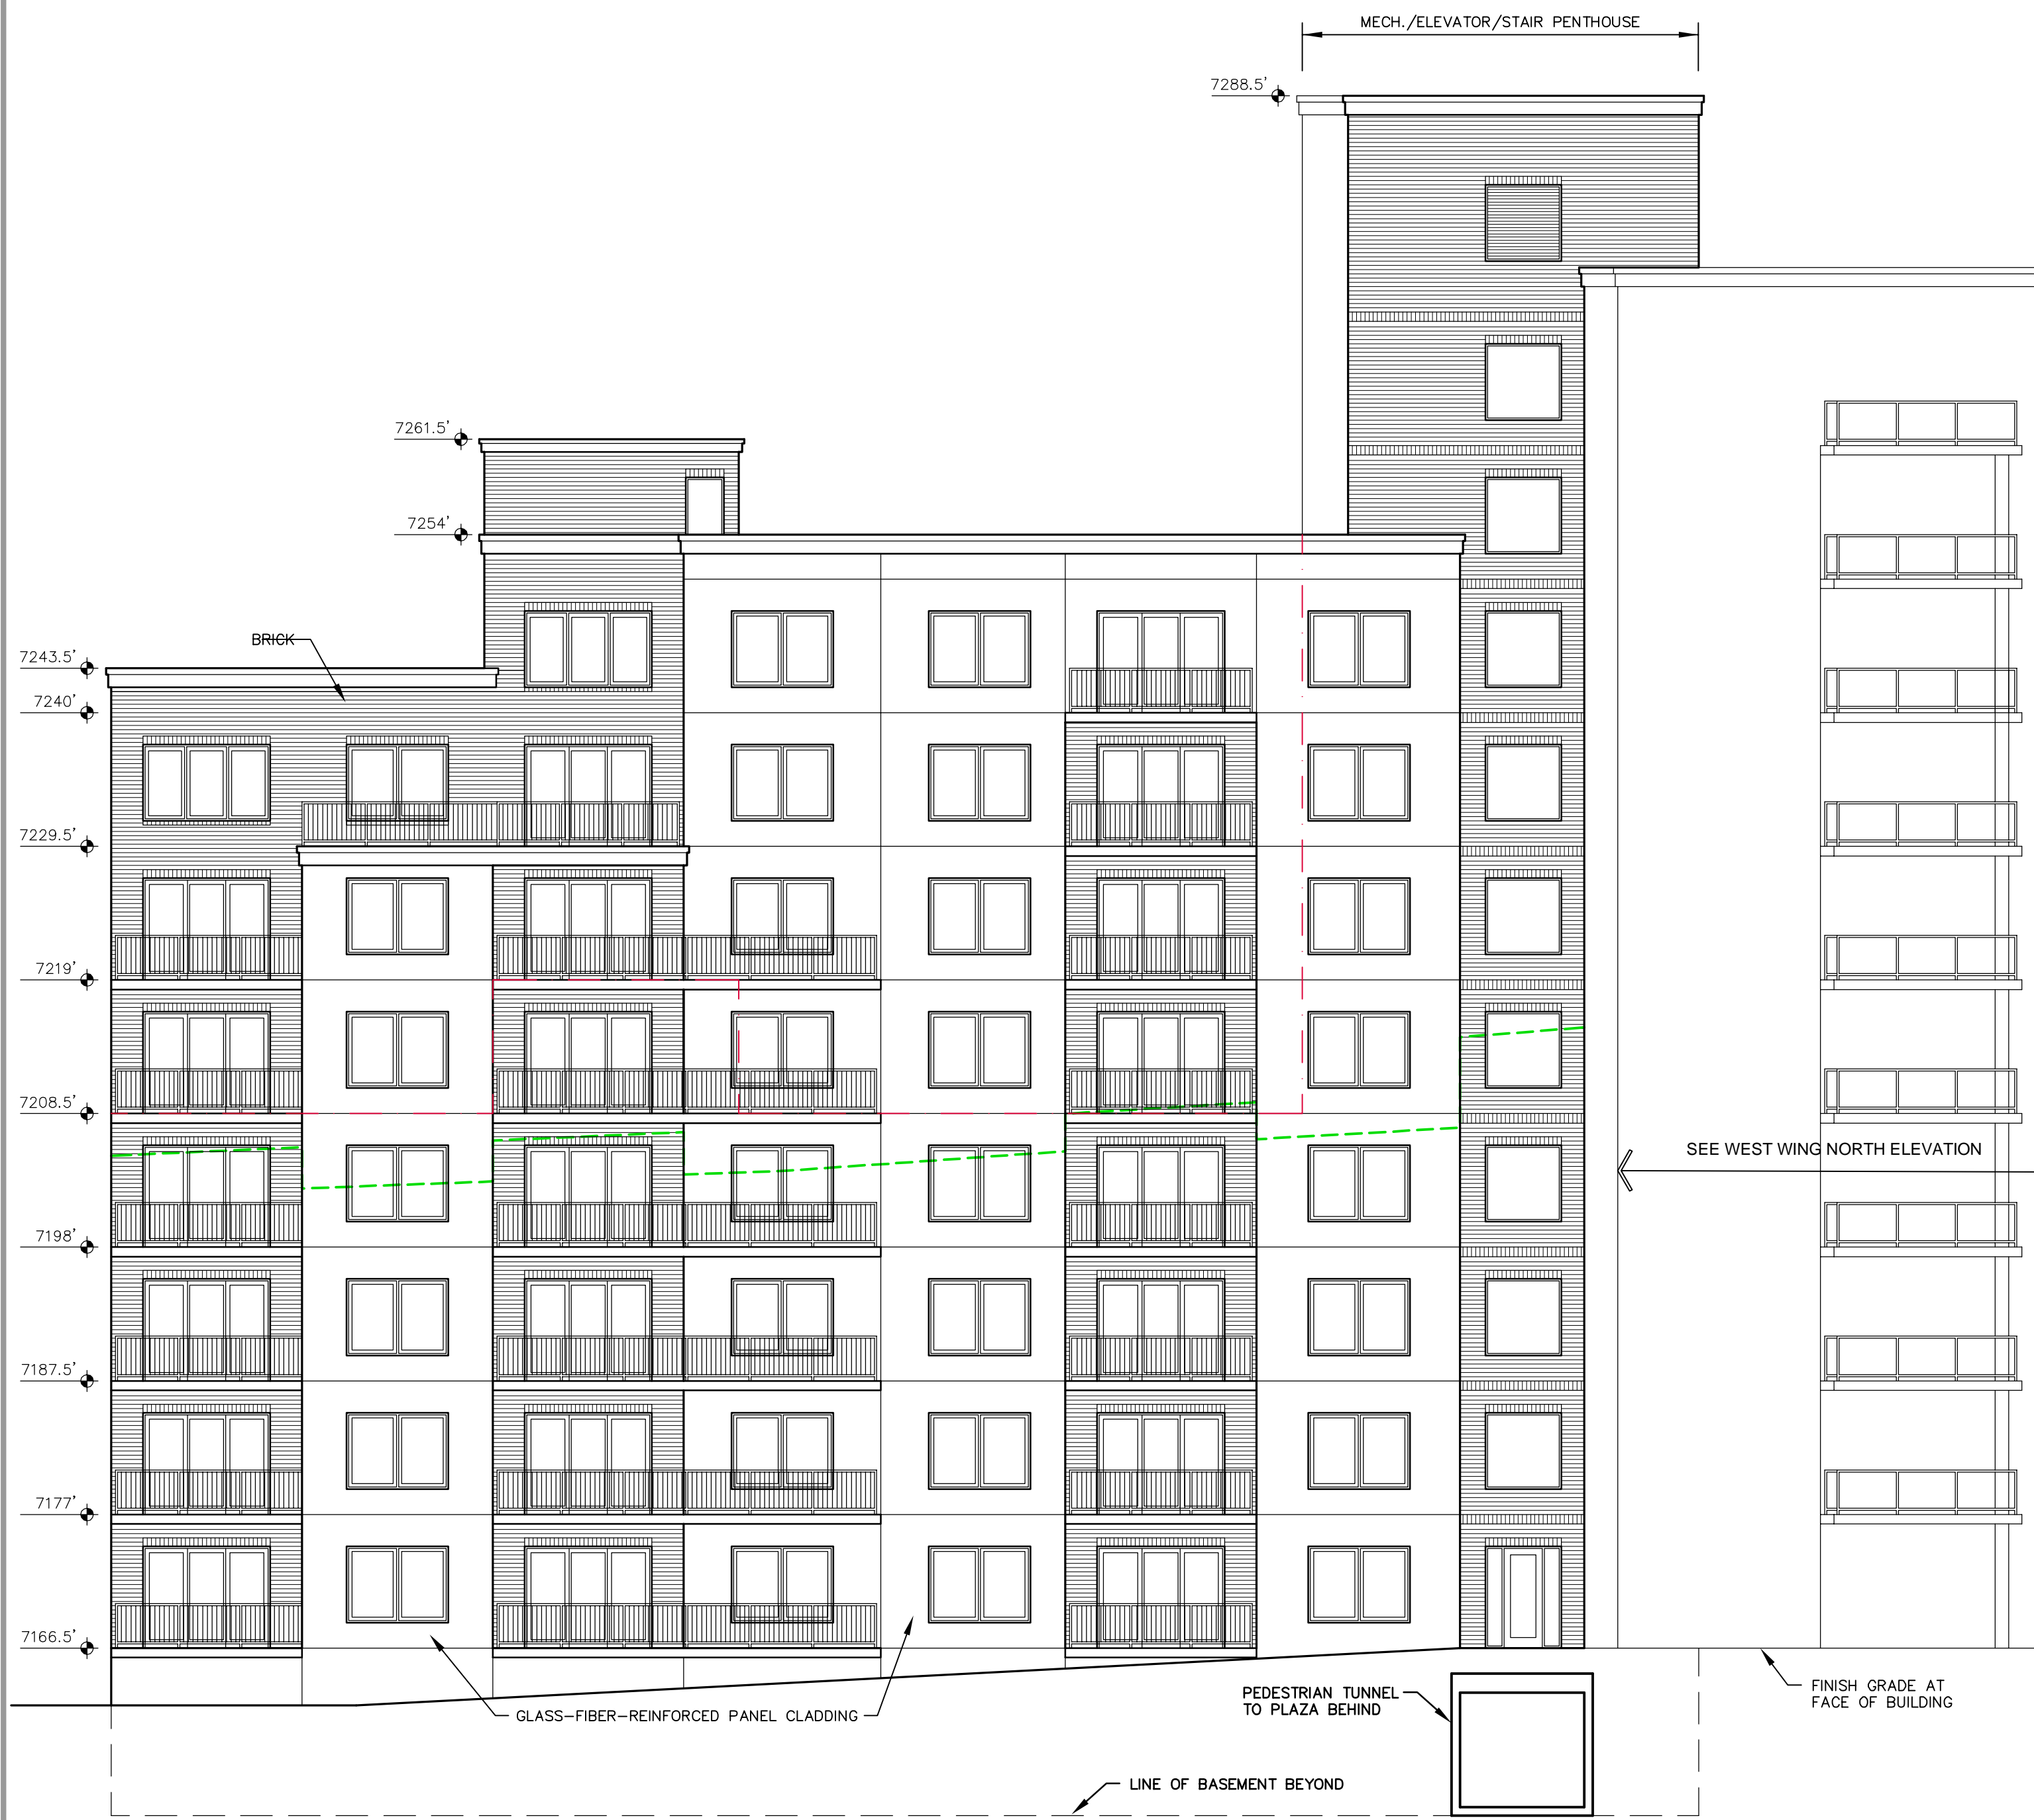 MECH./ELEVATOR/STAIR PENTHOUSE
7288.5'
7261.5'
7254'
BRICK
7243.5'
7240'
7229.5'
7219'
7208.5'
SEE WEST WING NORTH ELEVATION
7198'
7187.5'
7177'
7166.5'
FINISH GRADE AT
FACE OF BUILDING
PEDESTRIAN TUNNEL
TO PLAZA BEHIND
GLASS-FIBER-REINFORCED PANEL CLADDING
LINE OF BASEMENT BEYOND